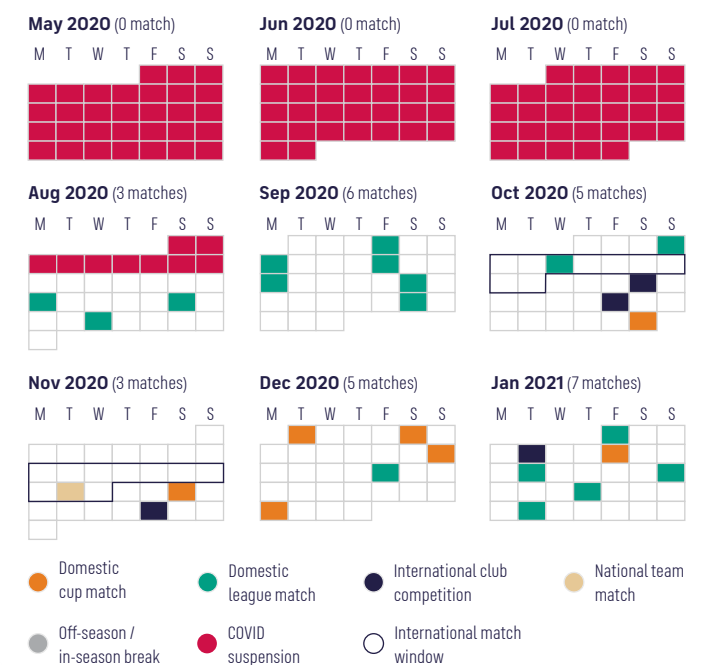 May 2020 (0 match)
Jun 2020 (0 match)
Jul 2020 (0 match)
M T W T F S S
M T W T F S S
M T W T F S S
Aug 2020 (3 matches)
Sep 2020 (6 matches)
Oct 2020 (5 matches)
M T W T F S S
M T W T F S S
M T W T F S S
Nov 2020 (3 matches)
Dec 2020 (5 matches)
Jan 2021 (7 matches)
M T W T F S S
M T W T F S S
M T W T F S S
Domestic
cup match
Domestic
league match
International club
competition
National team
match
Off-season /
in-season break
COVID
suspension
International match
window